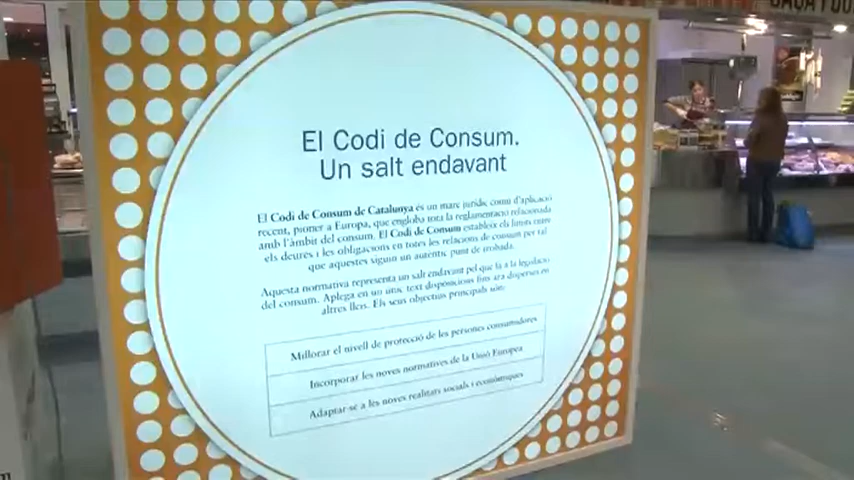 El Codi de Consum.
Un salt endavant
El Codi de Consum de Catalunya és un marc jurídic comú d'aplicació
recent, pioner a Europa, que engloba tota la reglamentació relacionada
amb l'àmbit del consum. El Codi de Consum estableix els límits entre
els deures i les obligacions en totes les relacions de consum per tal
que aquestes siguin un autèntic punt de trobada.
Aquesta normativa representa un salt endavant pel que fa a la legislació
del consum. Aplega en un únic text disposicions fins ara disperses en
altres lleis. Els seus objectius principals són:
Millorar el nivell de protecció de les persones consumidores
Incorporar les noves normatives de la Unió Europea
Adaptar-se a les noves realitats socials i econòmiques